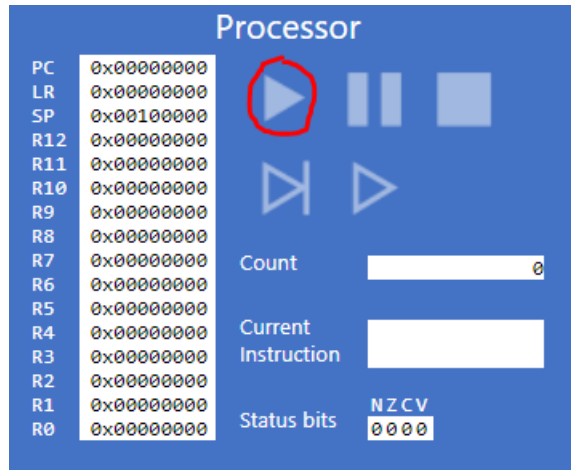 Processor
PC 0x00000000
LR 0x00000000
SP 0x00100000
R12 0x00000000
R11 0x00000000
R10 0x00000000
R9 0x00000000
R8 0x00000000
R7 0x00000000
R6 0x00000000
R5 0x00000000
R4 0x00000000
R3 0x00000000
R2 0x00000000
R1 0x00000000
R0 0x00000000
Count 0
Current
Instruction
NZCV
Status bits 0000